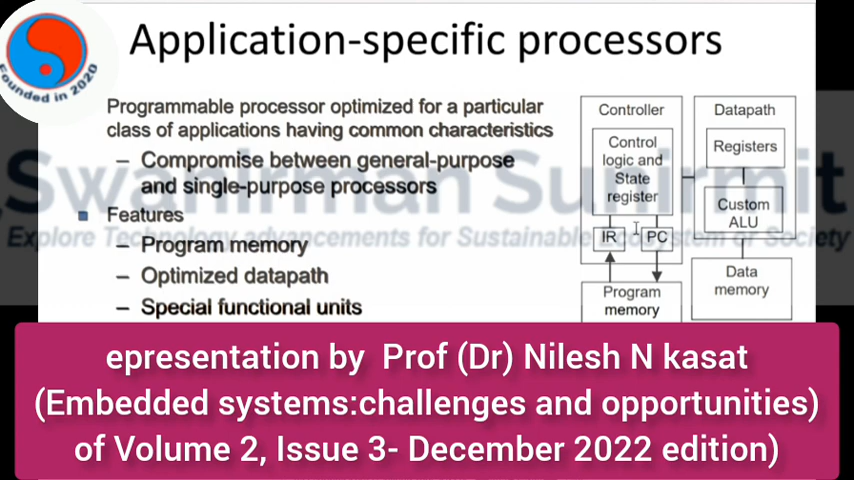 Application-specific processors
Founded in 2020
Programmable processor optimized for a particular
class of applications having common characteristics
– Compromise between general-purpose
and single-purpose processors
Features
– Program memory
– Optimized datapath
– Special functional units
Controller
Control
logic and
State
register
IR
PC
Program
memory
Datapath
Registers
Custom
ALU
Data
memory
Swanirman Sunirmit
Explore Technology advancements for Sustainable Ecosystem or Society
epresentation by Prof (Dr) Nilesh N kasat
(Embedded systems:challenges and opportunities)
of Volume 2, Issue 3- December 2022 edition)